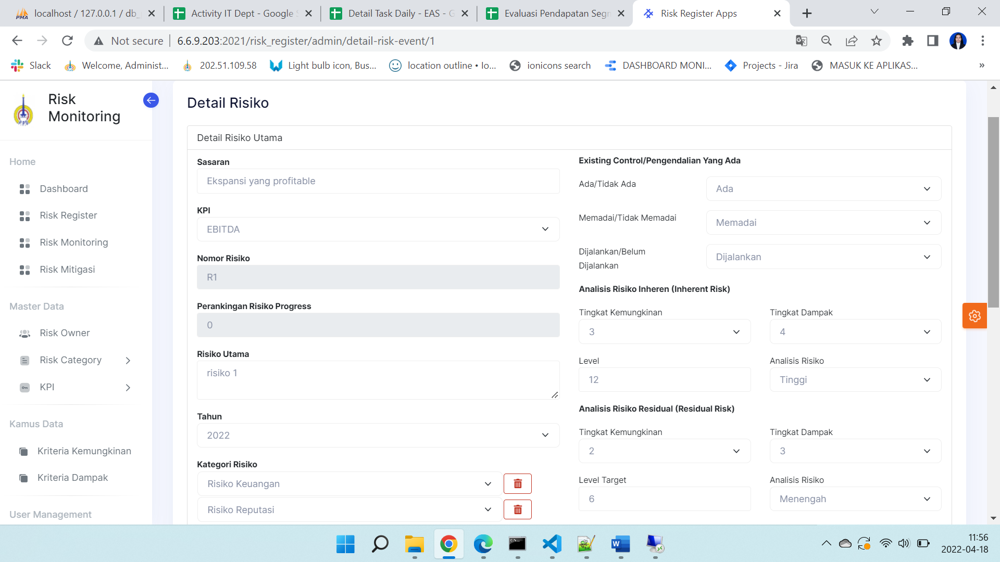 localhost / 127.0.0.1 / db_
Activity IT Dept - Google S
Detail Task Daily - EAS - G
Evaluasi Pendapatan Segn
Risk Register Apps
Not secure
6.6.9.203:2021/risk_register/admin/detail-risk-event/1
Slack
Welcome, Administ...
202.51.109.58
Light bulb icon, Bus...
location outline • Io...
ionicons search
DASHBOARD MONI...
Projects - Jira
MASUK KE APLIKAS...
»
Risk
Monitoring
Home
Dashboard
Risk Register
Risk Monitoring
Risk Mitigasi
Master Data
Risk Owner
Risk Category
KPI
Kamus Data
Kriteria Kemungkinan
Kriteria Dampak
User Management
Detail Risiko
Detail Risiko Utama
Sasaran
Ekspansi yang profitable
KPI
EBITDA
Nomor Risiko
R1
Perankingan Risiko Progress
0
Risiko Utama
risiko 1
Tahun
2022
Kategori Risiko
Risiko Keuangan
Risiko Reputasi
Existing Control/Pengendalian Yang Ada
Ada/Tidak Ada
Ada
Memadai/Tidak Memadai
Memadai
Dijalankan/Belum
Dijalankan
Dijalankan
Analisis Risiko Inheren (Inherent Risk)
Tingkat Kemungkinan
Tingkat Dampak
3
4
Level
Analisis Risiko
12
Tinggi
Analisis Risiko Residual (Residual Risk)
Tingkat Kemungkinan
Tingkat Dampak
2
3
Level Target
Analisis Risiko
6
Menengah
11:56
2022-04-18